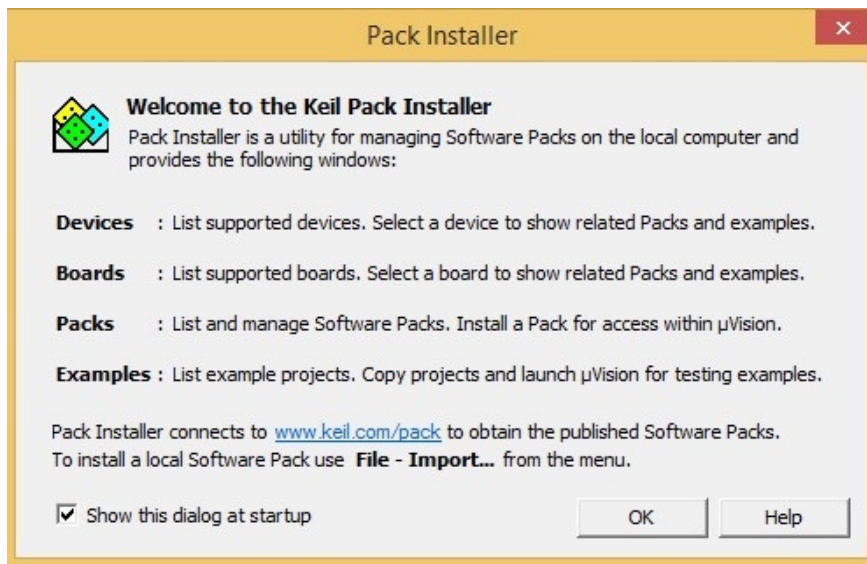 Pack Installer
Welcome to the Keil Pack Installer
Pack Installer is a utility for managing Software Packs on the local computer and
provides the following windows:
Devices : List supported devices. Select a device to show related Packs and examples.
Boards : List supported boards. Select a board to show related Packs and examples.
Packs : List and manage Software Packs. Install a Pack for access within µVision.
Examples : List example projects. Copy projects and launch µVision for testing examples.
Pack Installer connects to www.keil.com/pack to obtain the published Software Packs.
To install a local Software Pack use File - Import... from the menu.
Show this dialog at startup
OK
Help